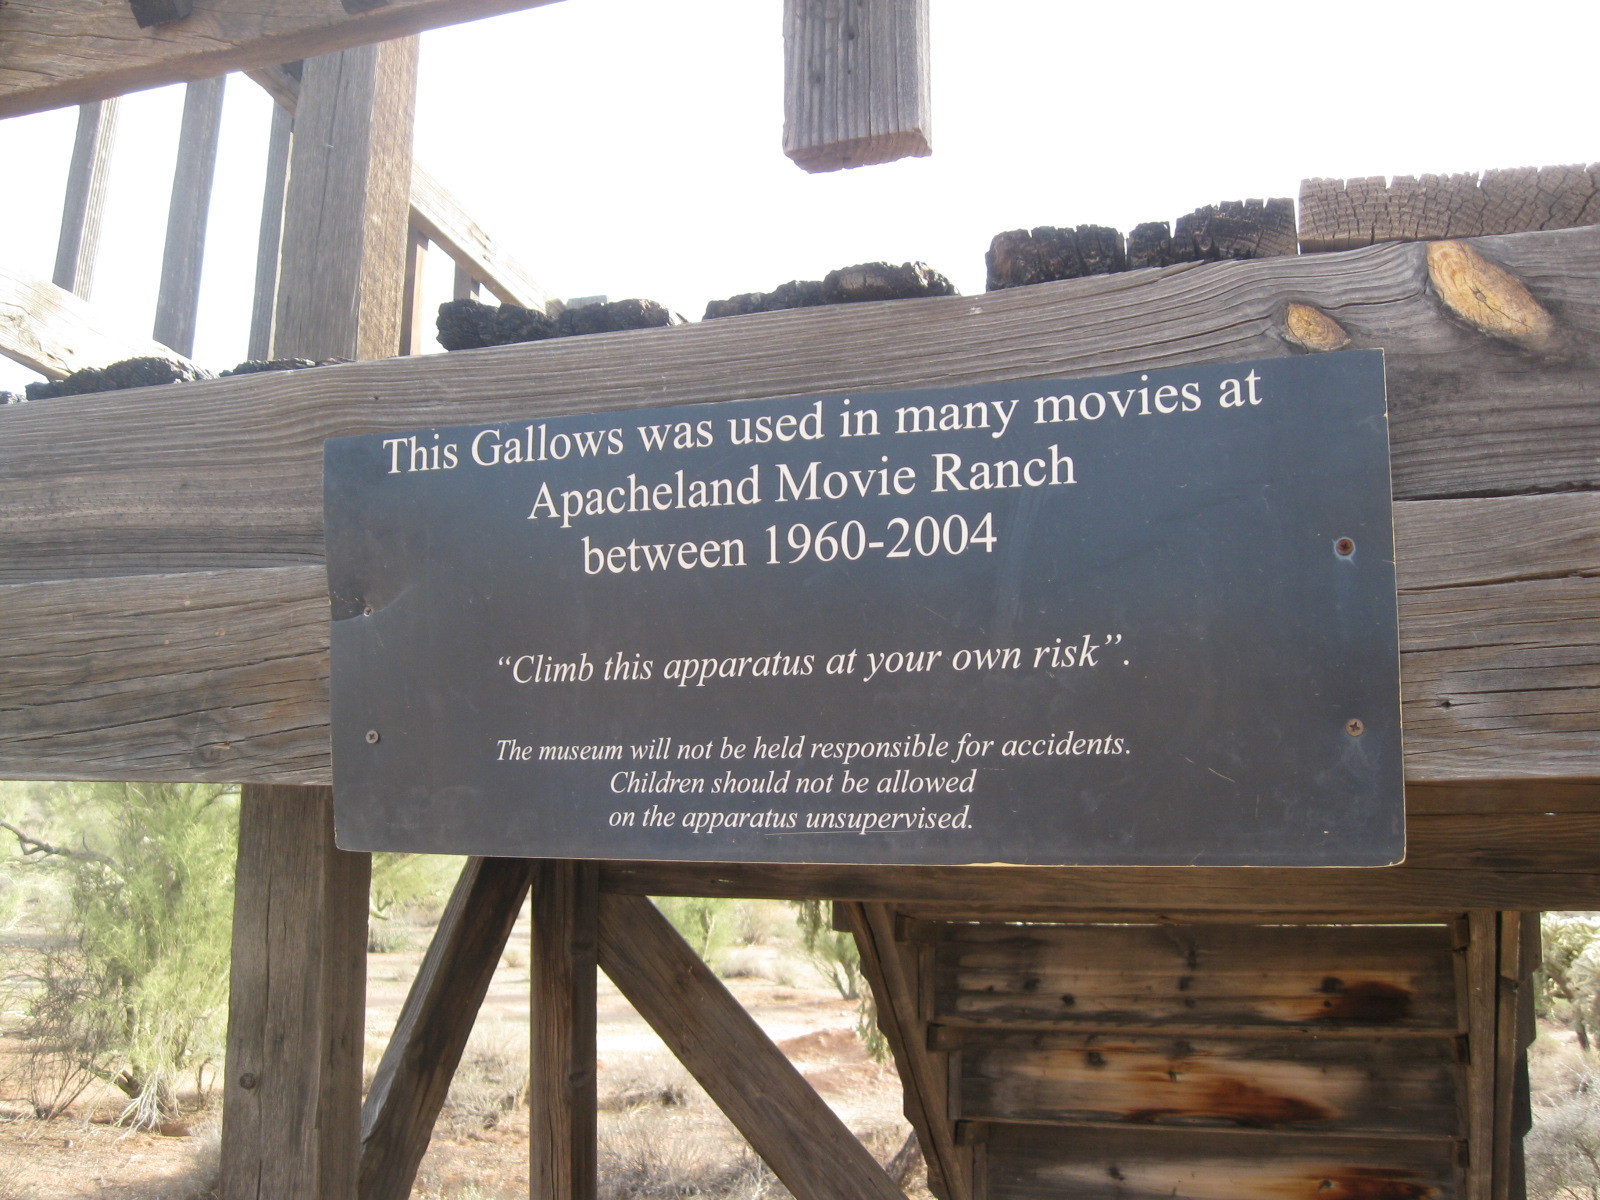 This Gallows was used in many movies at
Apacheland Movie Ranch
between 1960-2004
“Climb this apparatus at your own risk”.
The museum will not be held responsible for accidents.
Children should not be allowed
on the apparatus unsupervised.